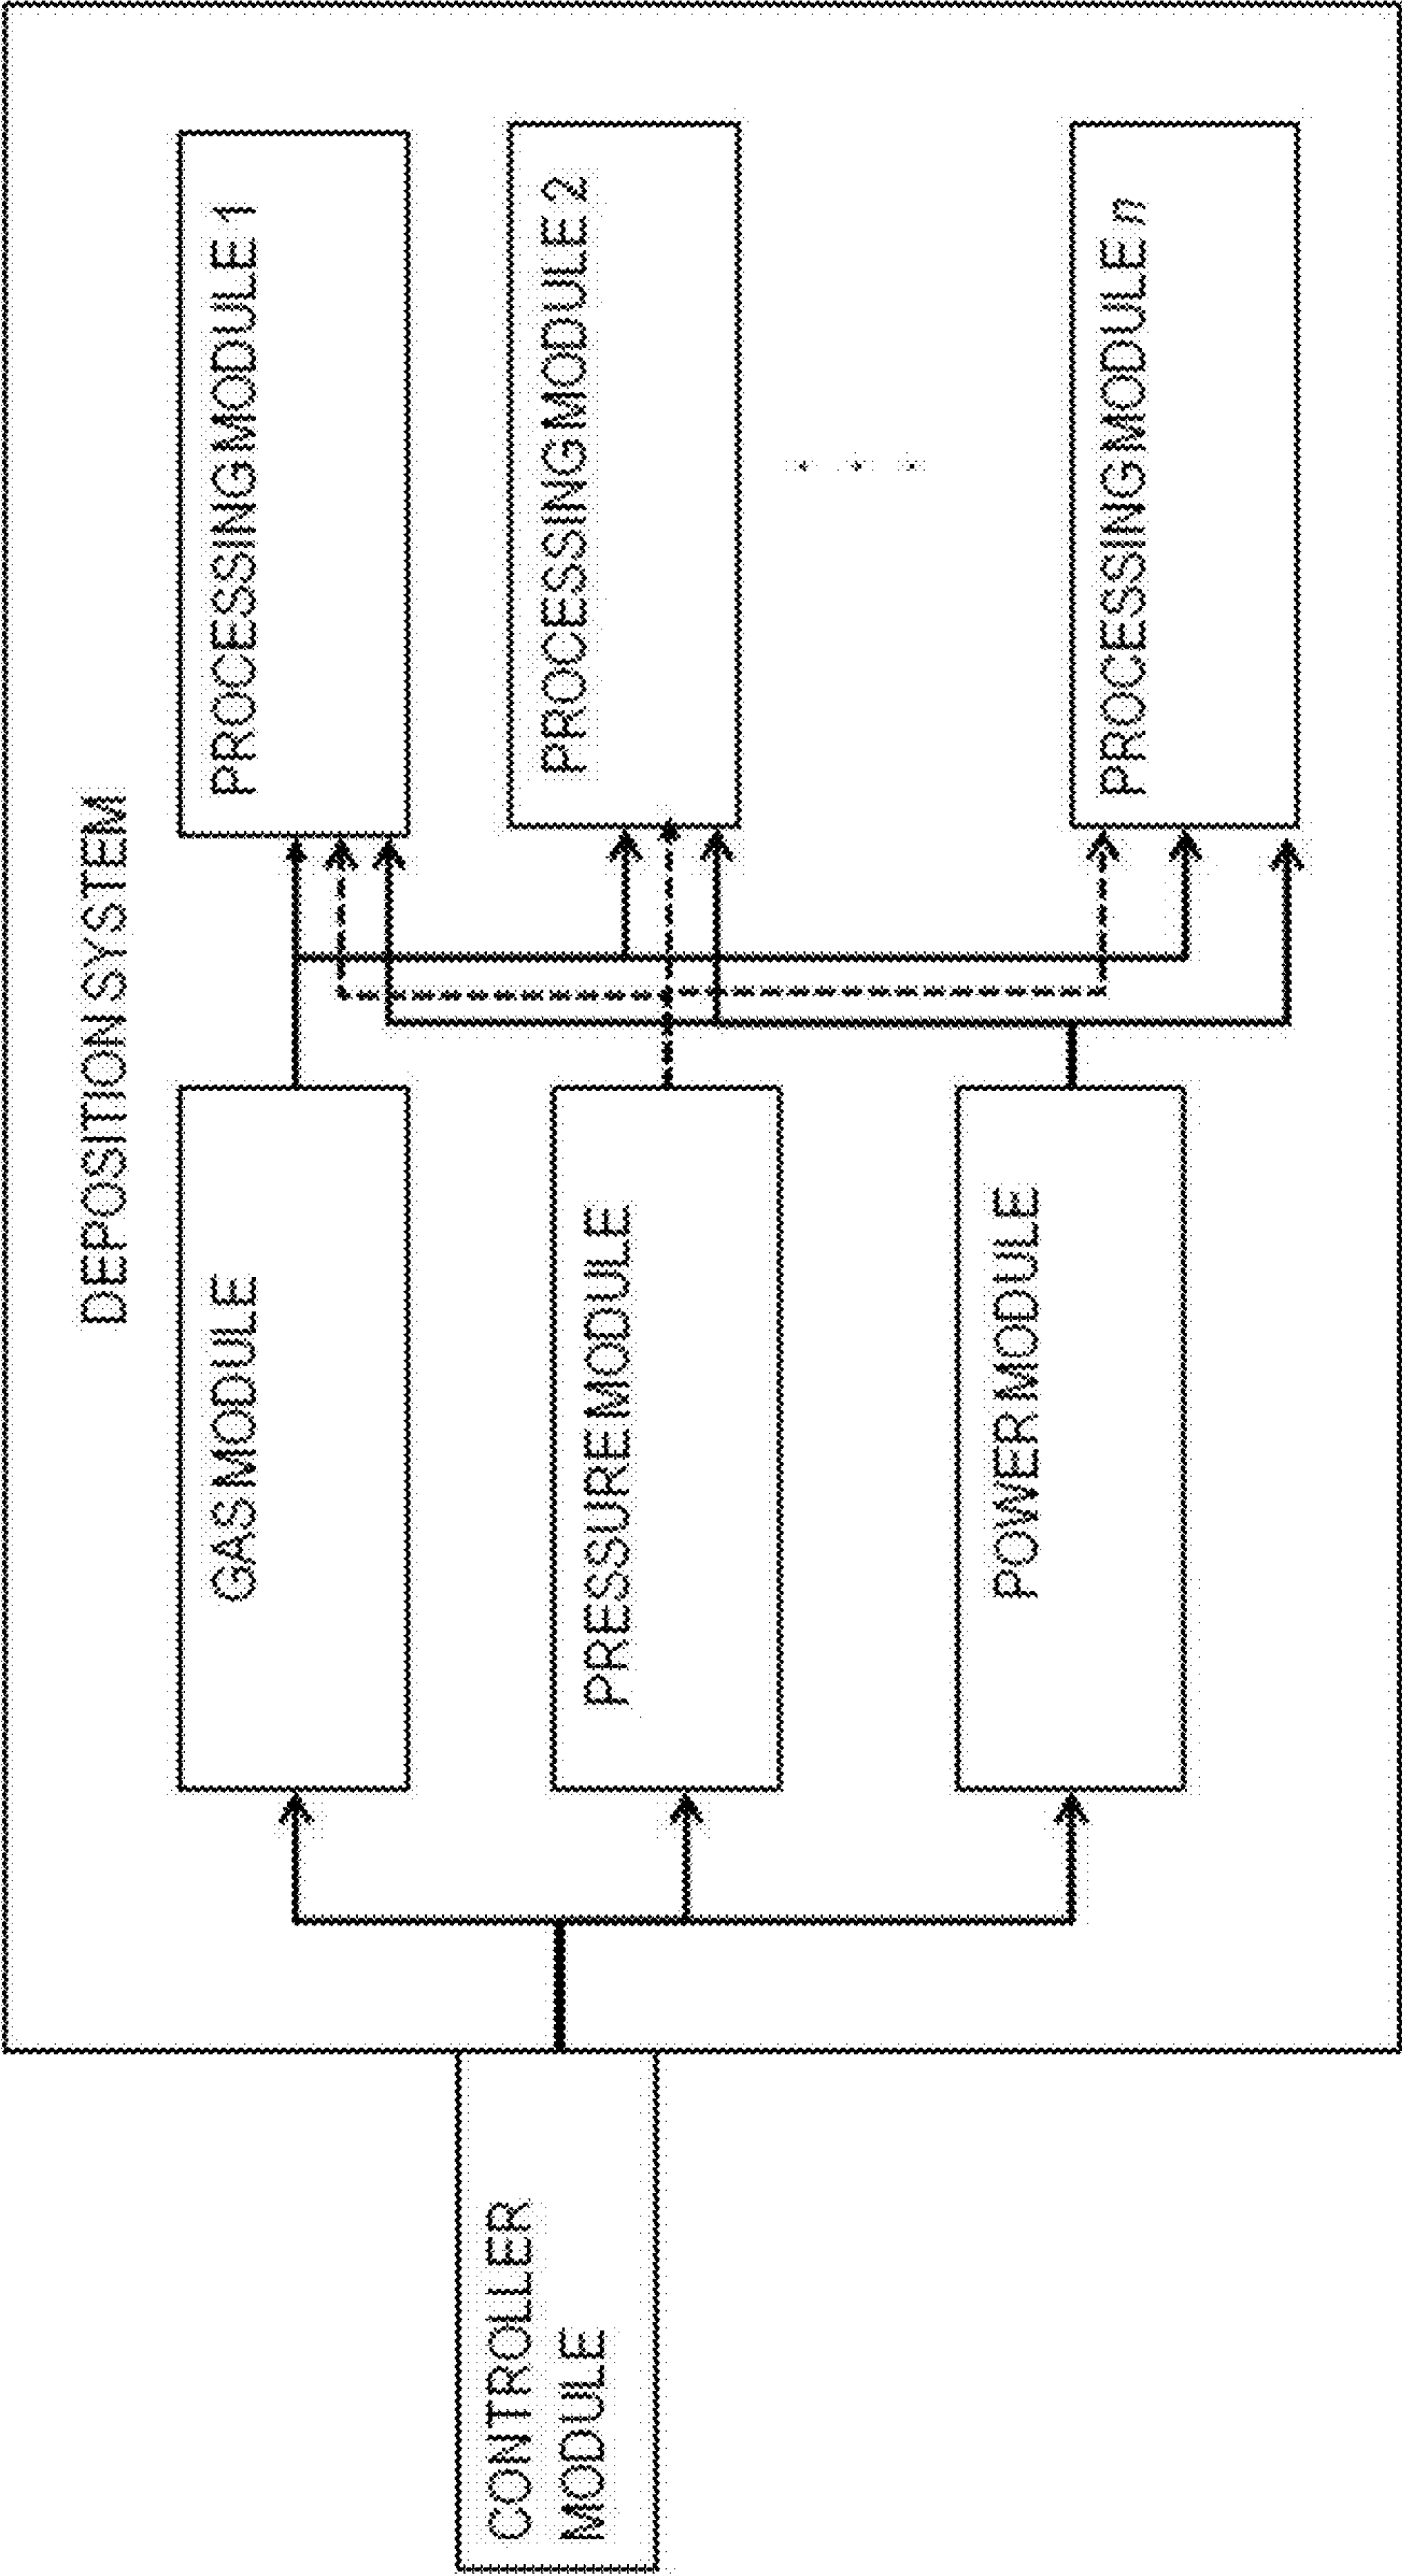 DEPOSITION SYSTEM
CONTROLLER
MODULE
GAS MODULE
PRESSURE MODULE
POWER MODULE
PROCESSING MODULE 1
PROCESSING MODULE 2
. . .
PROCESSING MODULE n